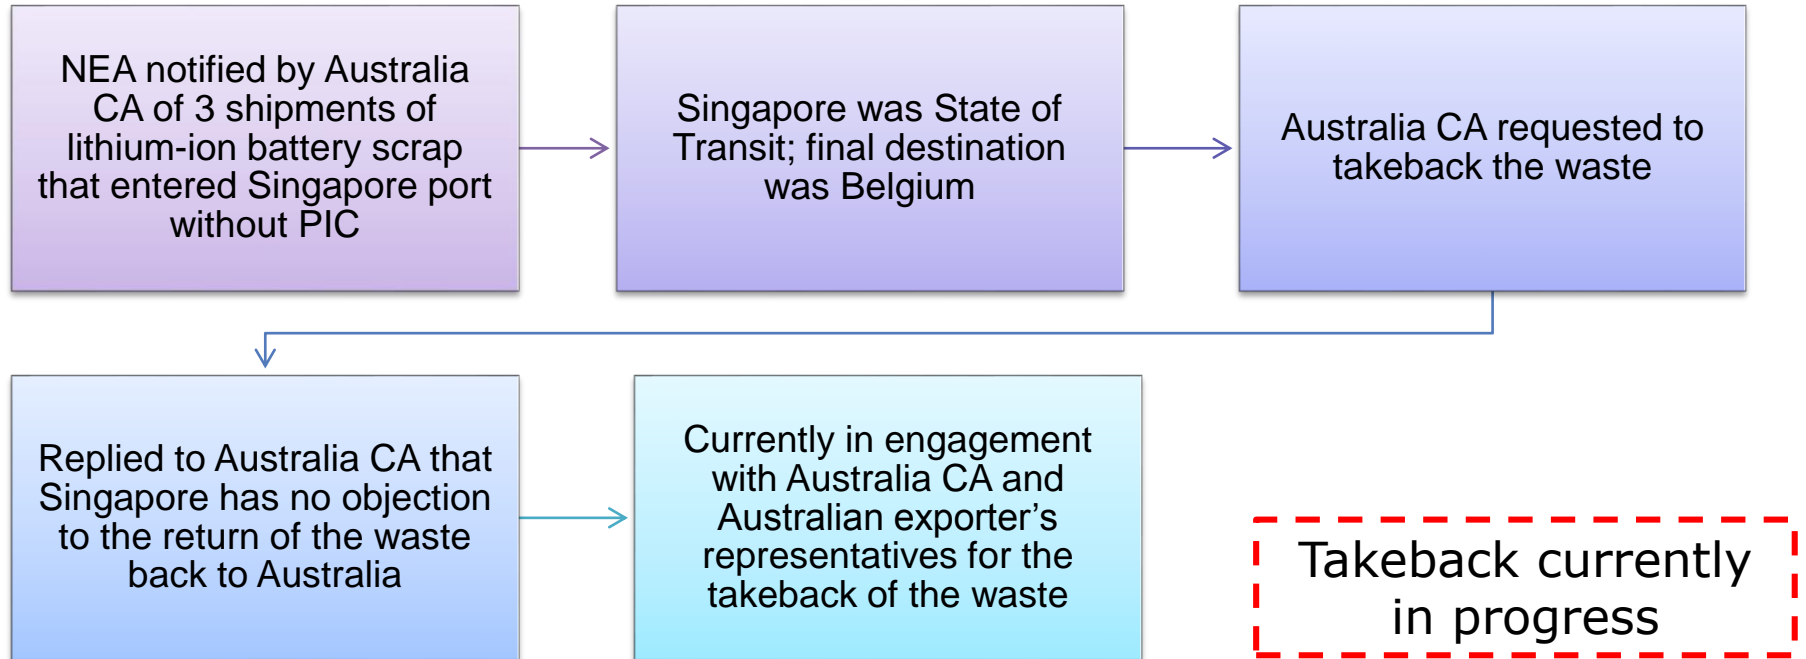 NEA notified by Australia
CA of 3 shipments of
lithium-ion battery scrap
that entered Singapore port
without PIC
Singapore was State of
Transit; final destination
was Belgium
Australia CA requested to
takeback the waste
Replied to Australia CA that
Singapore has no objection
to the return of the waste
back to Australia
Currently in engagement
with Australia CA and
Australian exporter’s
representatives for the
takeback of the waste
Takeback currently
in progress